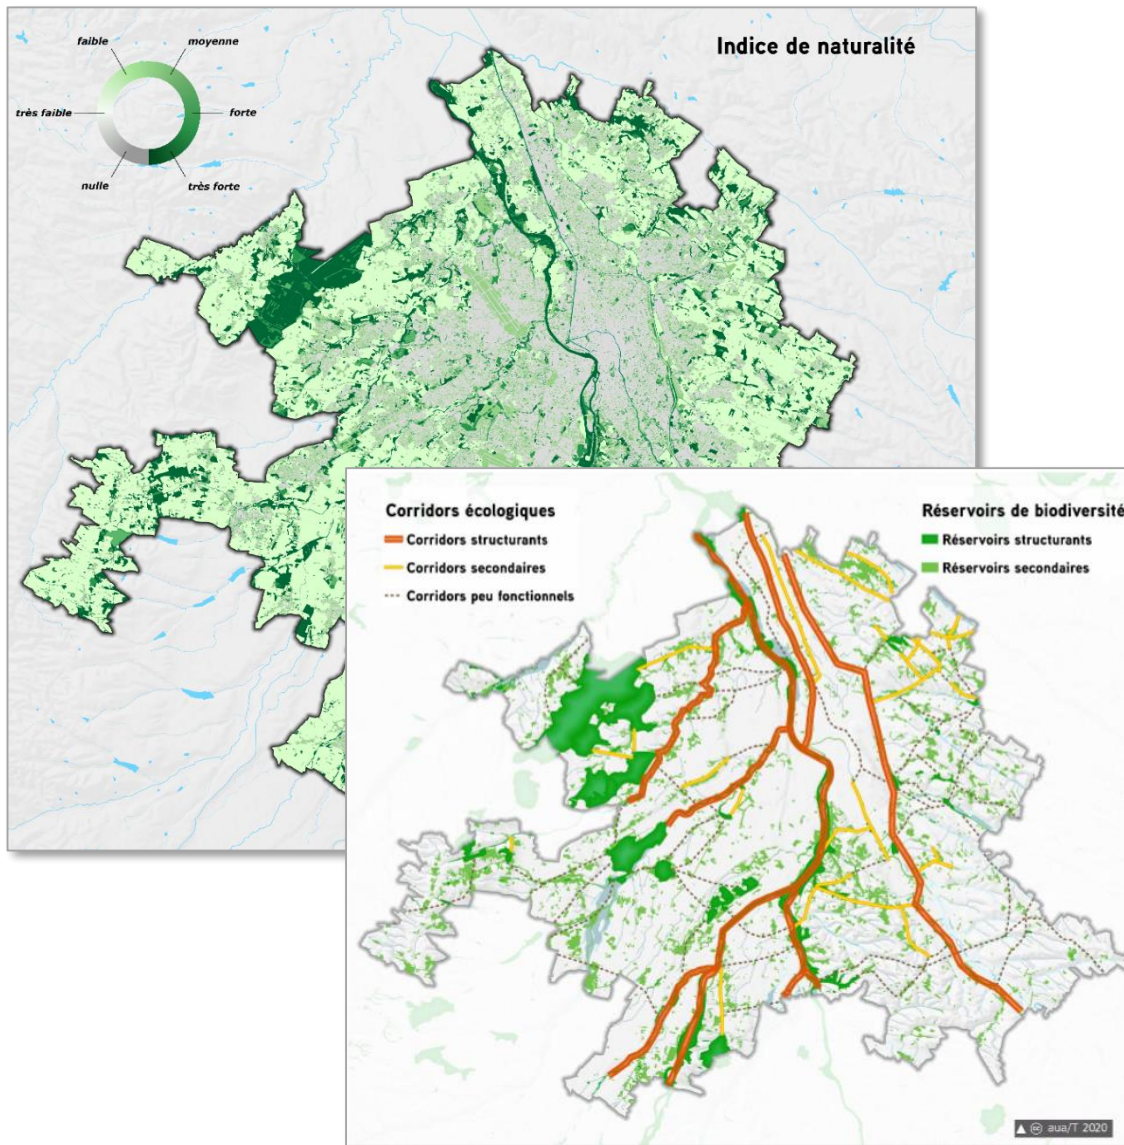 Indice de naturalité
faible
moyenne
très faible
forte
nulle
très forte
Corridors écologiques
Corridors structurants
Corridors secondaires
Corridors peu fonctionnels
Réservoirs de biodiversité
Réservoirs structurants
Réservoirs secondaires
▲ cc aua/T 2020